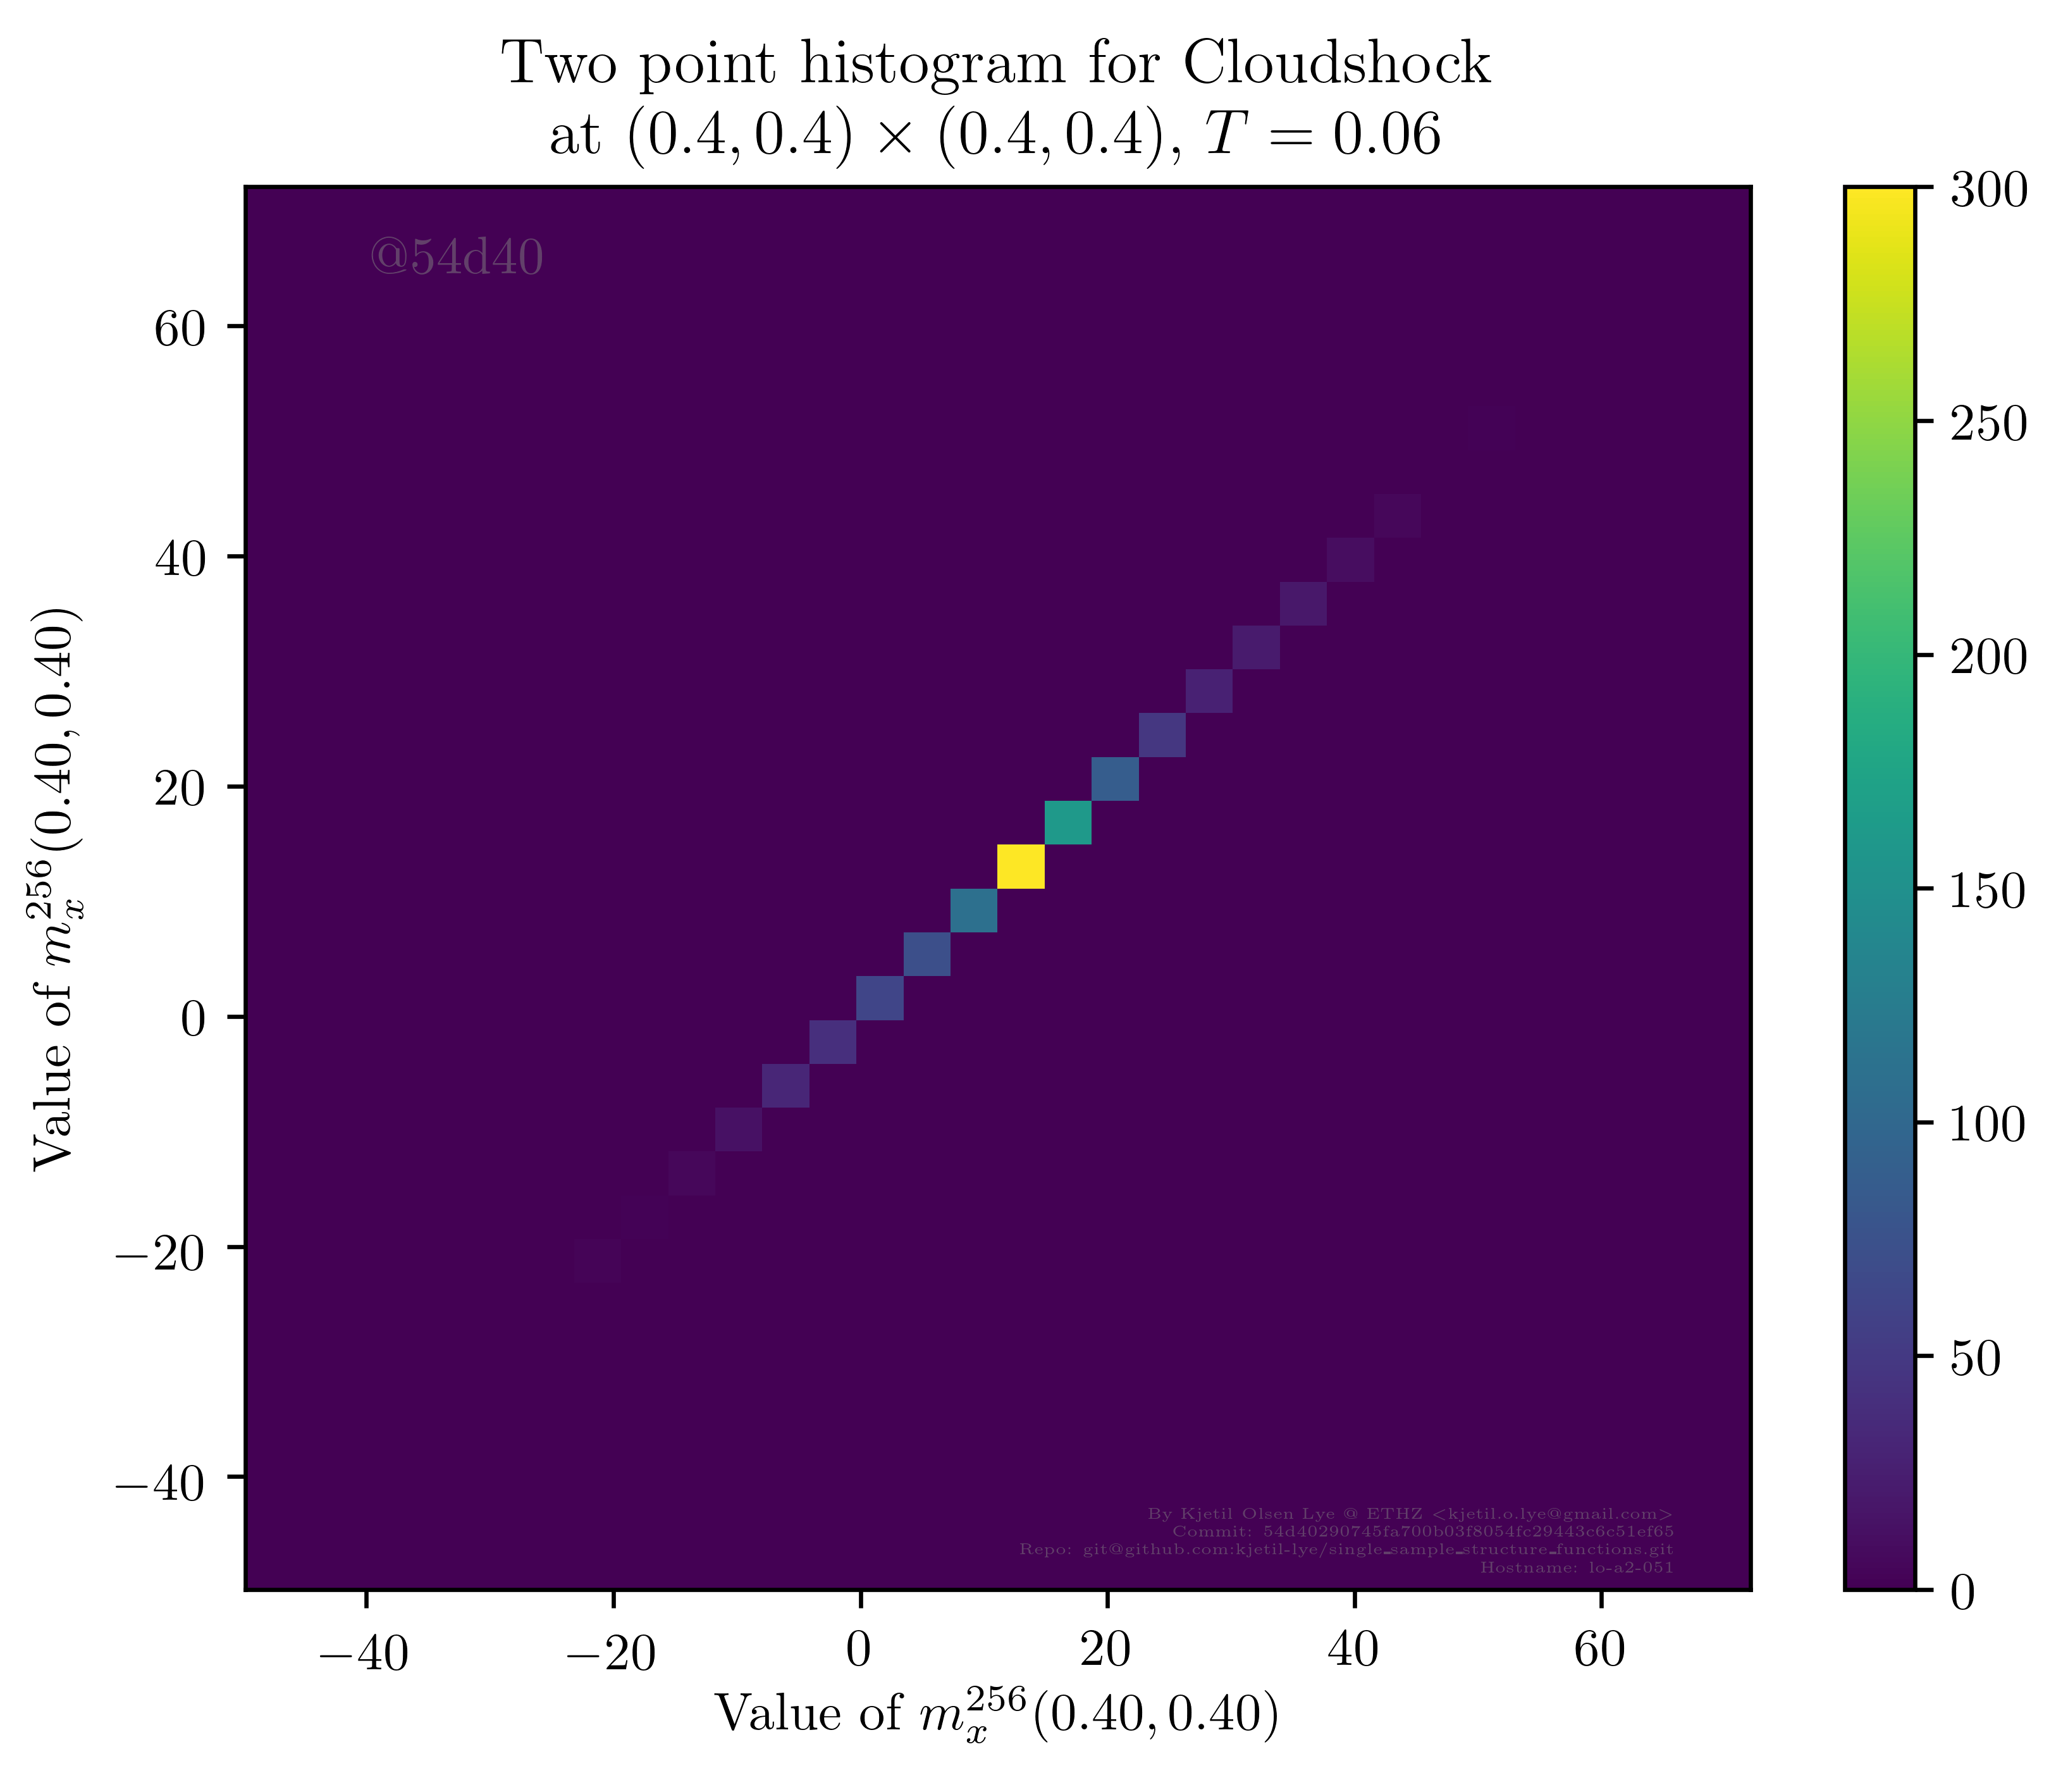 Two point histogram for Cloudshock
at (0.4, 0.4) × (0.4, 0.4), T = 0.06
@54d40
300
250
200
150
100
50
0
60
40
20
0
−20
−40
Value of m_x^256(0.40, 0.40)
By Kjetil Olsen Lye @ ETHZ <kjetil.o.lye@gmail.com>
Commit: 54d40290745fa700b03f8054fc29443c6c51ef65
Repo: git@github.com:kjetil-lye/single_sample_structure_functions.git
Hostname: lo-a2-051
−40 −20 0 20 40 60
Value of m_x^256(0.40, 0.40)